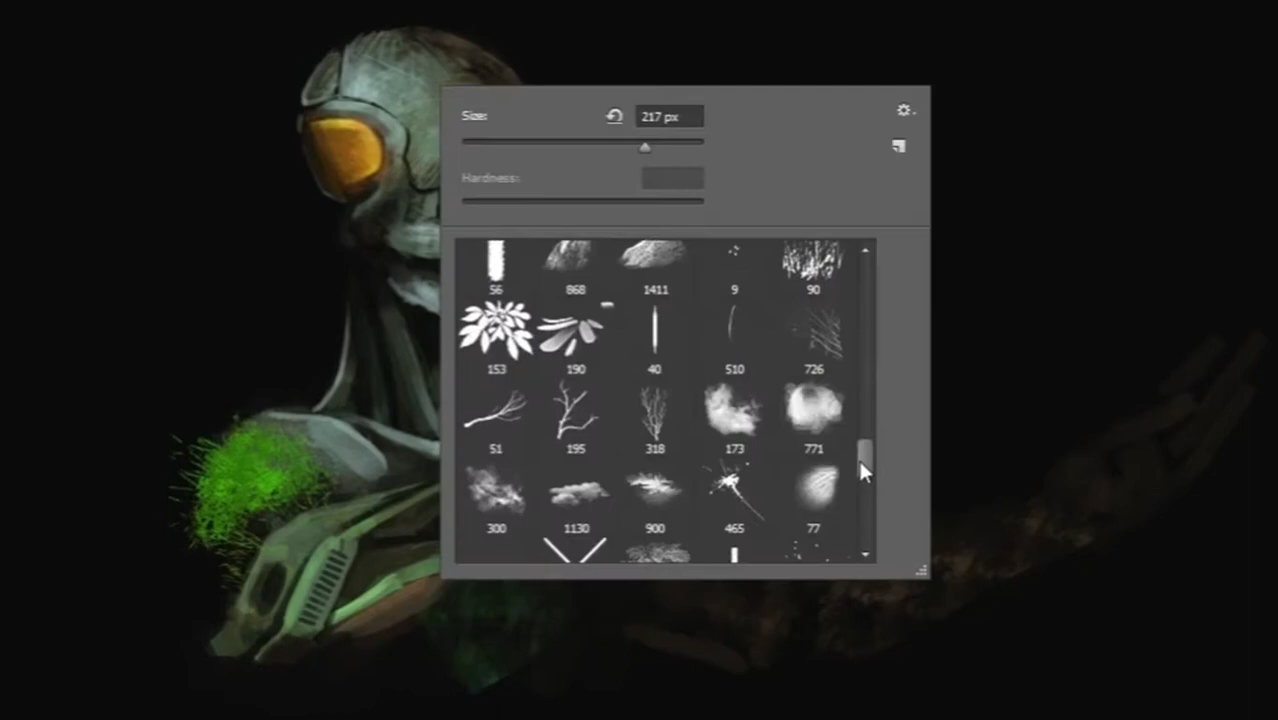 Size: 217 px
Hardness:
56 868 1411 9 90
153 190 40 510 726
51 195 318 173 771
300 1130 900 465 77